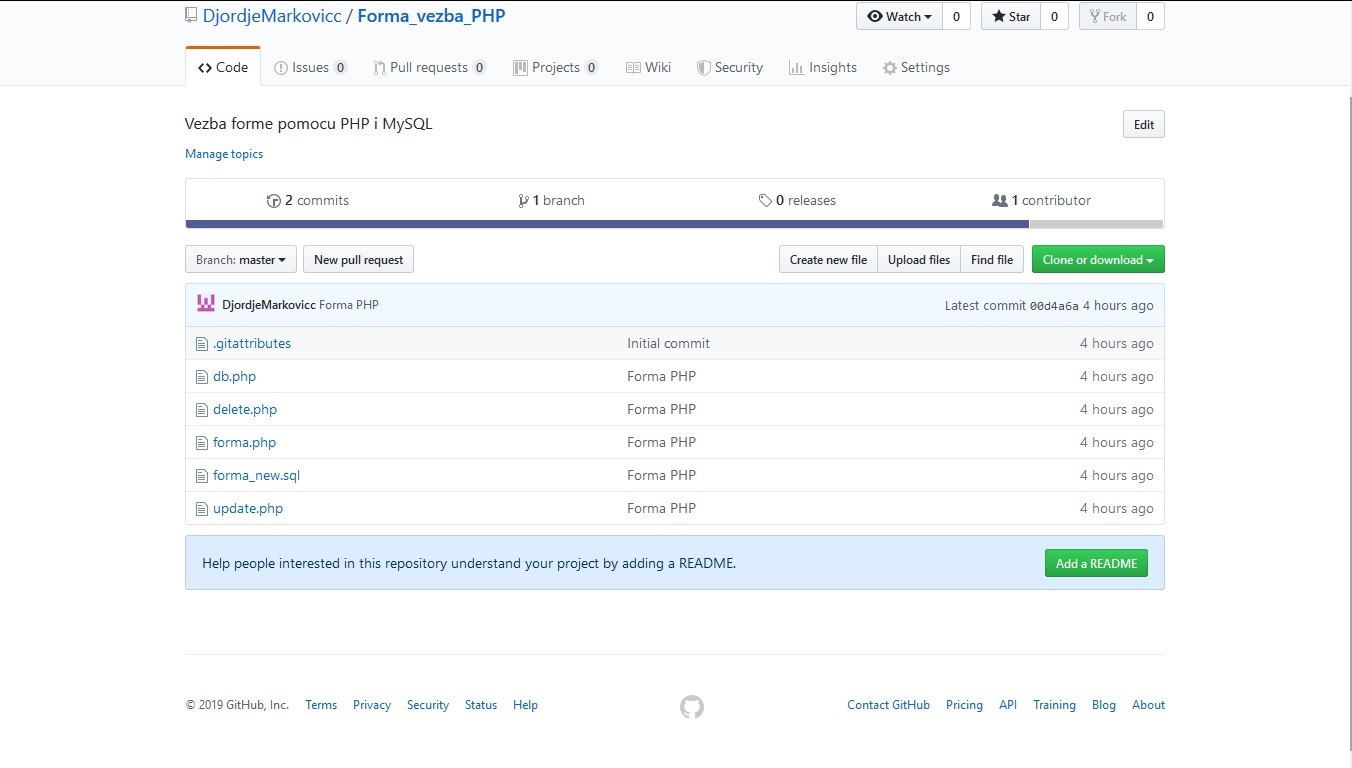 DjordjeMarkovicc / Forma_vezba_PHP
Watch 0 Star 0 Fork 0
Code Issues 0 Pull requests 0 Projects 0 Wiki Security Insights Settings
Vezba forme pomocu PHP i MySQL Edit
Manage topics
2 commits 1 branch 0 releases 1 contributor
Branch: master New pull request Create new file Upload files Find file Clone or download
DjordjeMarkovicc Forma PHP Latest commit 00d4a6a 4 hours ago
.gitattributes Initial commit 4 hours ago
db.php Forma PHP 4 hours ago
delete.php Forma PHP 4 hours ago
forma.php Forma PHP 4 hours ago
forma_new.sql Forma PHP 4 hours ago
update.php Forma PHP 4 hours ago
Help people interested in this repository understand your project by adding a README. Add a README
© 2019 GitHub, Inc. Terms Privacy Security Status Help Contact GitHub Pricing API Training Blog About